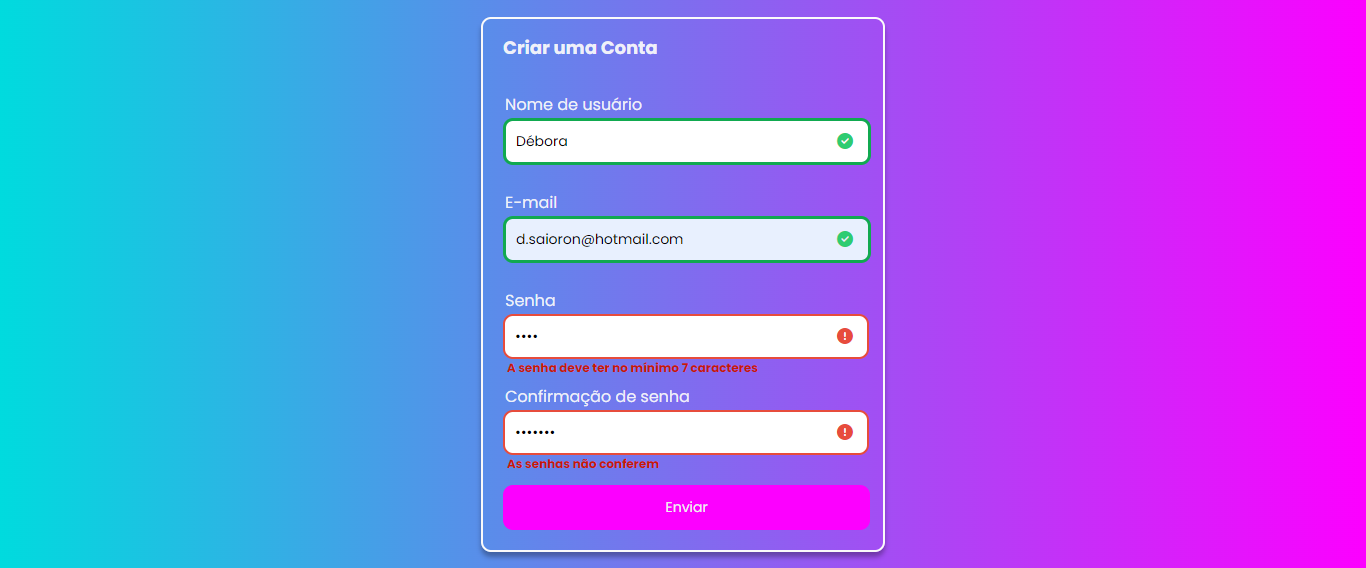 Criar uma Conta
Nome de usuário
Débora
E-mail
d.saioron@hotmail.com
Senha
••••
A senha deve ter no mínimo 7 caracteres
Confirmação de senha
•••••••
As senhas não conferem
Enviar